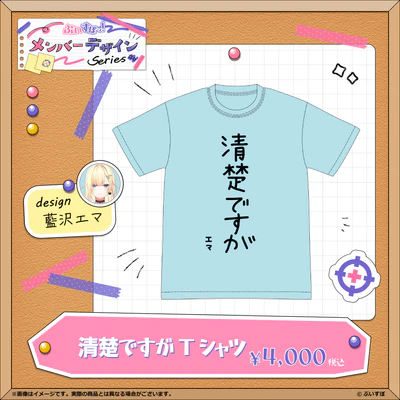 ぶいすぽっ!
メンバーデザイン
Series
清楚ですが
エマ
design
藍沢エマ
清楚ですがTシャツ ¥4,000税込
※画像はイメージです。実際の商品とは異なる場合がございます。
© ぶいすぽ